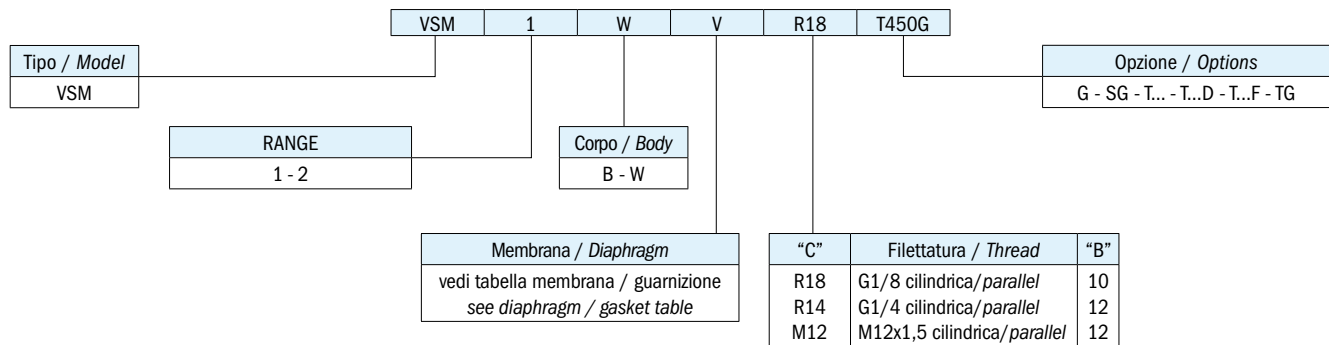 VSM 1 W V R18 T450G
Tipo / Model
VSM
Opzione / Options
G - SG - T... - T...D - T...F - TG
RANGE
1 - 2
Corpo / Body
B - W
Membrana / Diaphragm
vedi tabella membrana / guarnizione
see diaphragm / gasket table
“C” Filettatura / Thread “B”
R18 G1/8 cilindrica/parallel 10
R14 G1/4 cilindrica/parallel 12
M12 M12x1,5 cilindrica/parallel 12